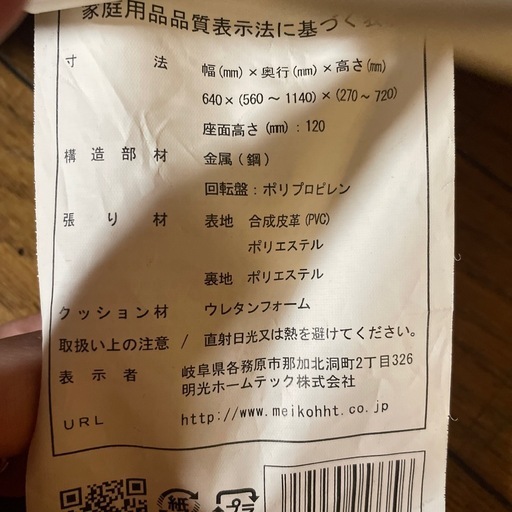 家庭用品品質表示法に基づく
寸法 幅(mm)×奥行(mm)×高さ(mm)
640×(560～1140)×(270～720)
座面高さ(mm):120
構造部材 金属(鋼)
回転盤:ポリプロピレン
張り材 表地 合成皮革(PVC)
ポリエステル
裏地 ポリエステル
クッション材 ウレタンフォーム
取扱い上の注意 / 直射日光又は熱を避けてください。
表示者 岐阜県各務原市那加北洞町2丁目326
明光ホームテック株式会社
URL http://www.meikohht.co.jp
紙 プラ